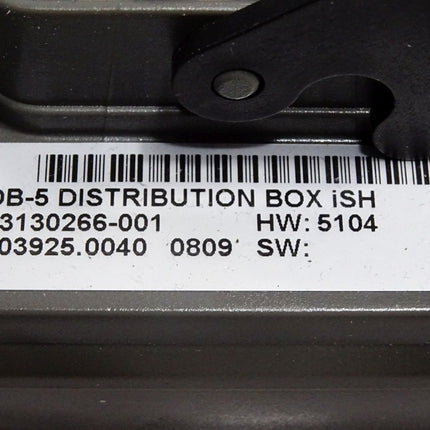 DB-5 DISTRIBUTION BOX iSH
3130266-001 HW: 5104
03925.0040 0809 SW: